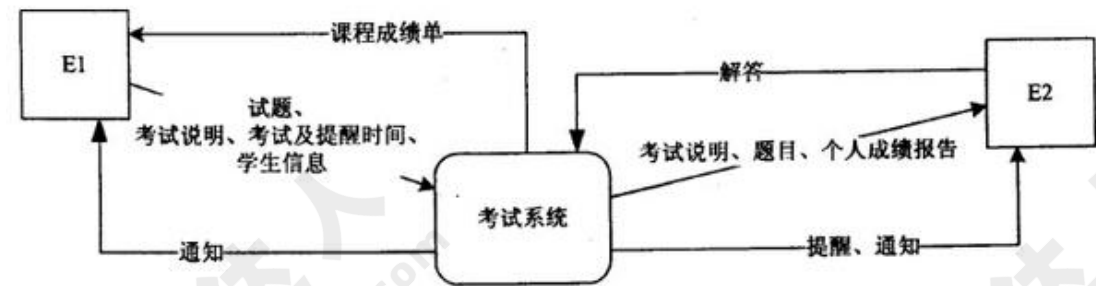 课程成绩单
E1
解答
E2
试题、
考试说明、考试及提醒时间、
学生信息
考试说明、题目、个人成绩报告
考试系统
通知
提醒、通知